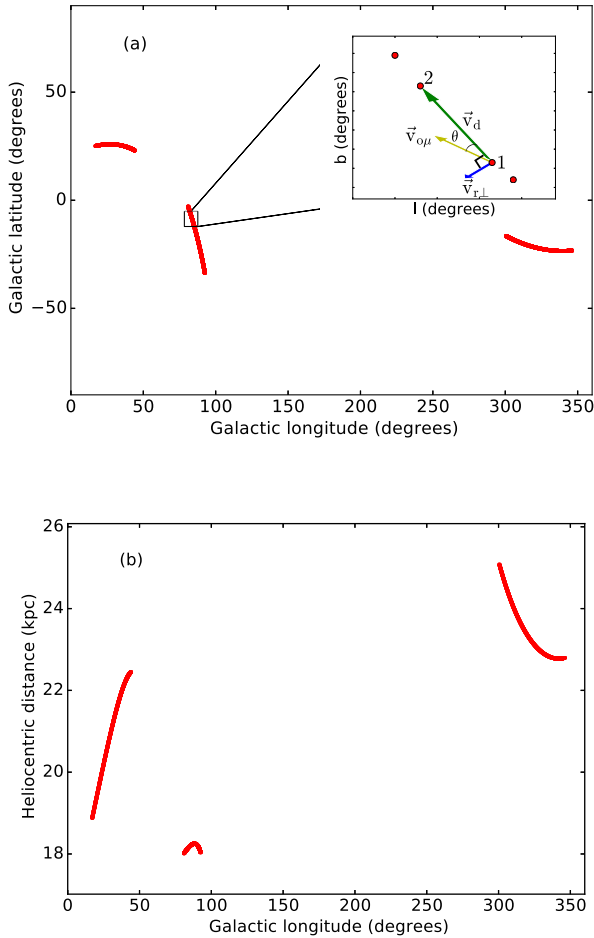 (a)
Galactic latitude (degrees)
50
0
−50
0 50 100 150 200 250 300 350
Galactic longitude (degrees)
b (degrees)
l (degrees)
2
v⃗d
v⃗oμ θ
1
v⃗r⊥
(b)
Heliocentric distance (kpc)
26
24
22
20
18
0 50 100 150 200 250 300 350
Galactic longitude (degrees)